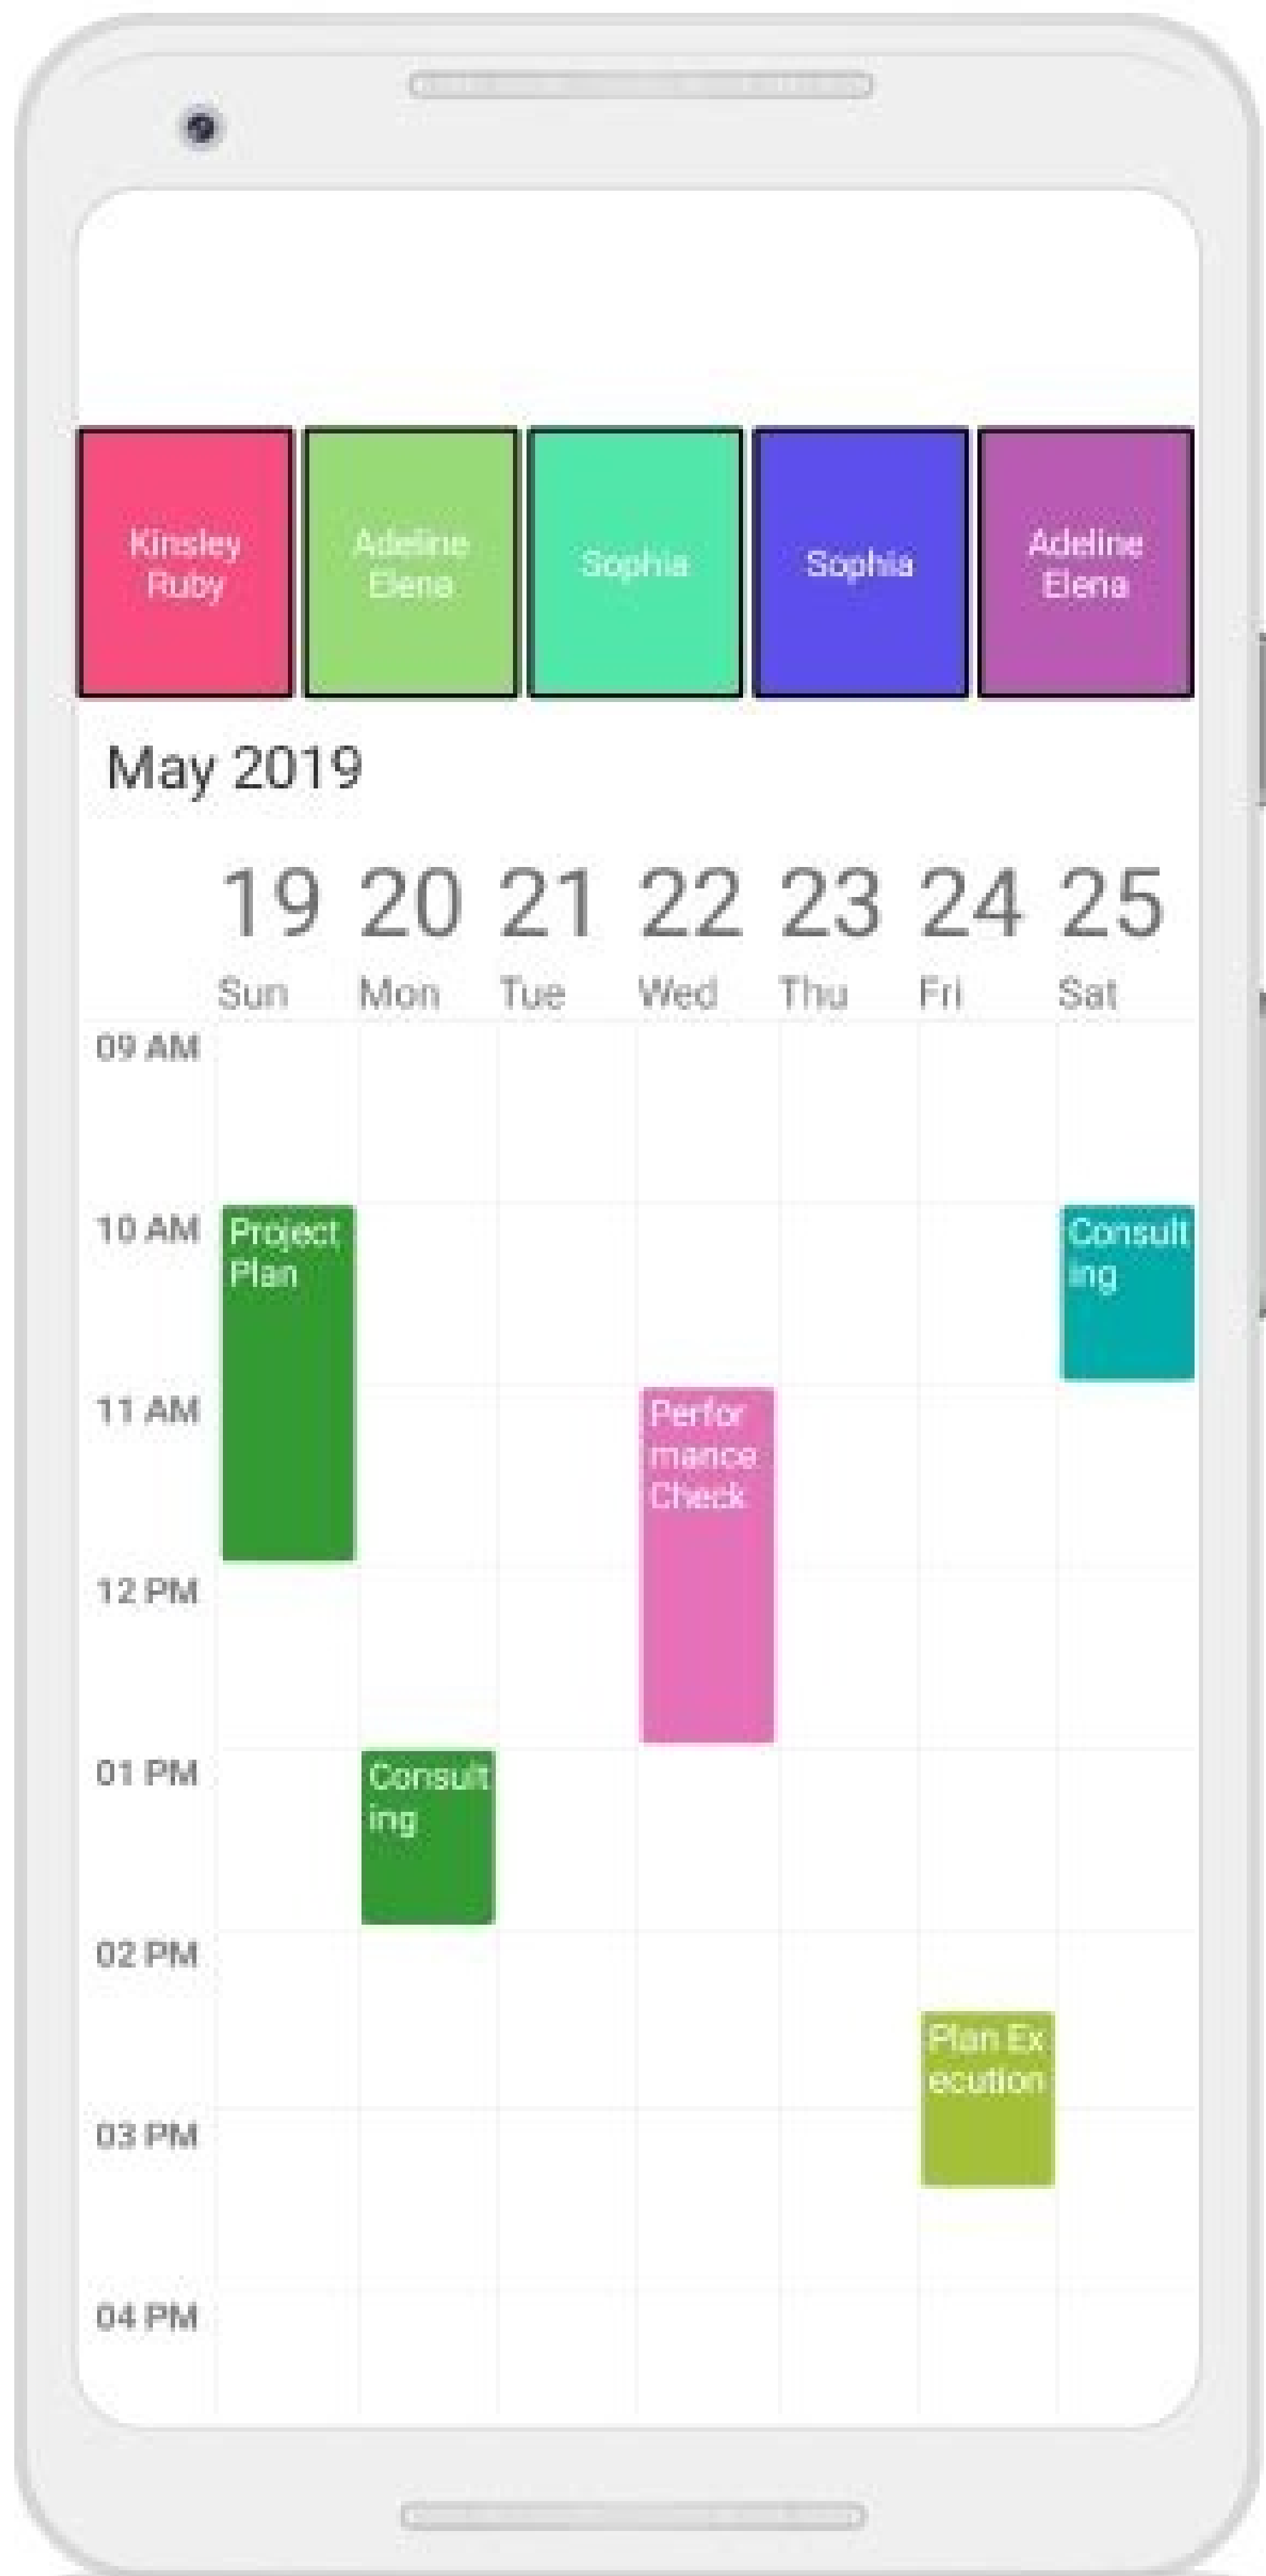 Kinsley
Ruby
Adeline
Elena
Sophia
Sophia
Adeline
Elena
May 2019
19 20 21 22 23 24 25
Sun Mon Tue Wed Thu Fri Sat
09 AM
10 AM
Project
Plan
Consult
ing
11 AM
Perfor
mance
Check
12 PM
01 PM
Consult
ing
02 PM
Plan Ex
ecution
03 PM
04 PM